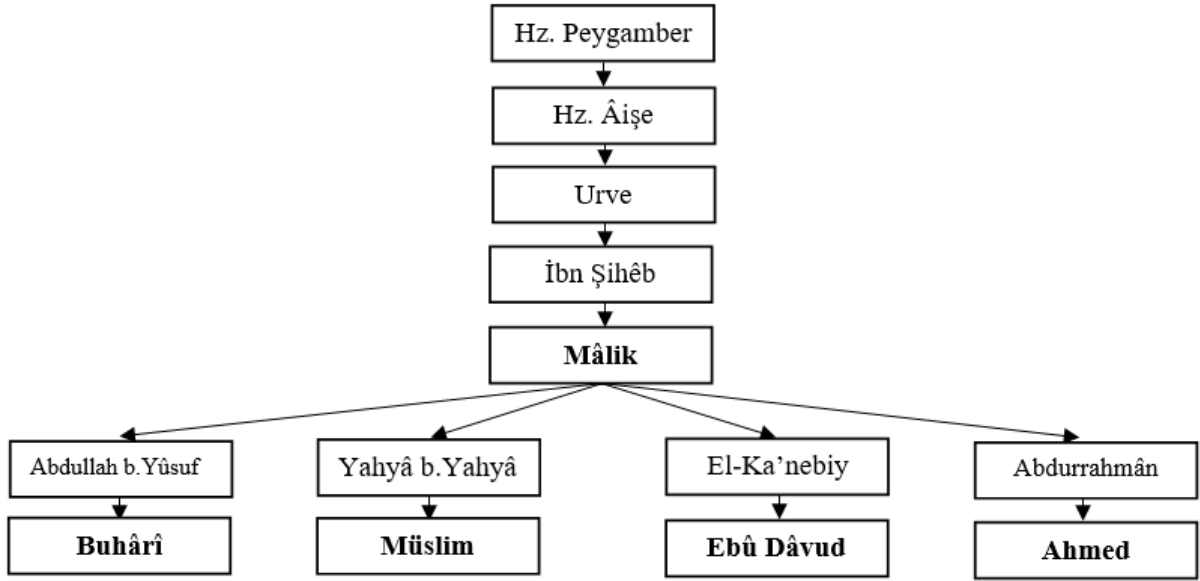 Hz. Peygamber
Hz. Âişe
Urve
İbn Şihêb
Mâlik
Abdullah b.Yûsuf
Yahyâ b.Yahyâ
El-Ka’nebiy
Abdurrahmân
Buhârî
Müslim
Ebû Dâvud
Ahmed